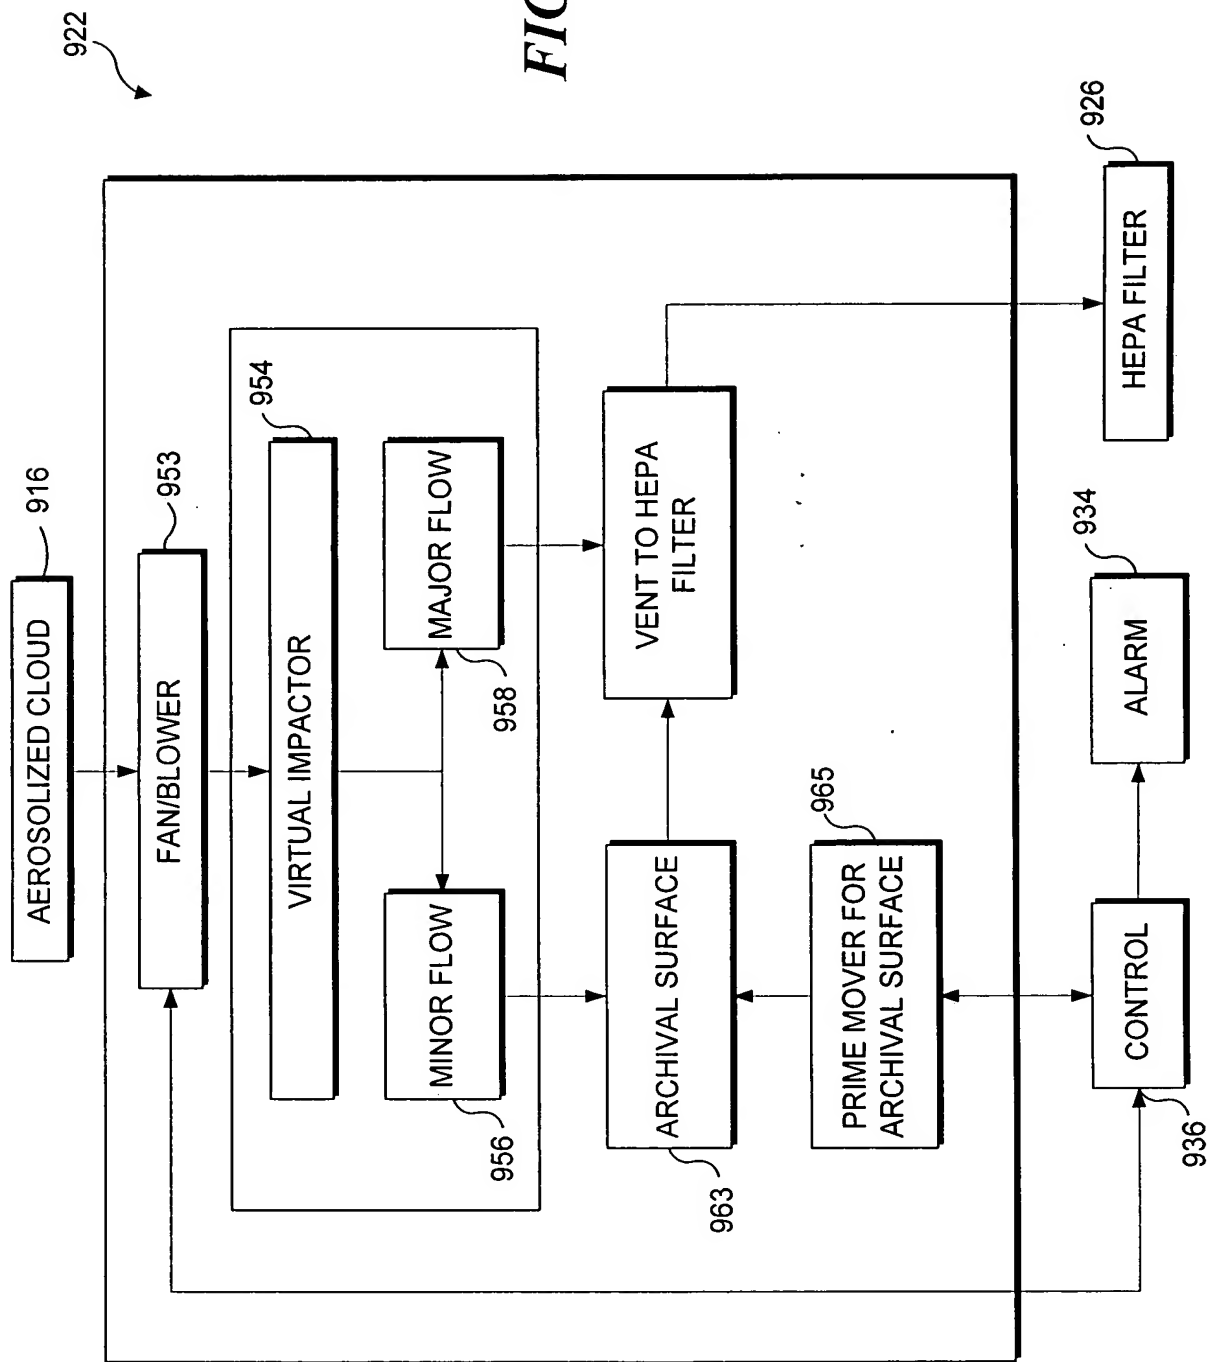 922
AEROSOLIZED CLOUD
916
FAN/BLOWER
953
VIRTUAL IMPACTOR
954
MINOR FLOW
956
MAJOR FLOW
958
ARCHIVAL SURFACE
963
VENT TO HEPA
FILTER
PRIME MOVER FOR
ARCHIVAL SURFACE
965
CONTROL
936
ALARM
934
HEPA FILTER
926